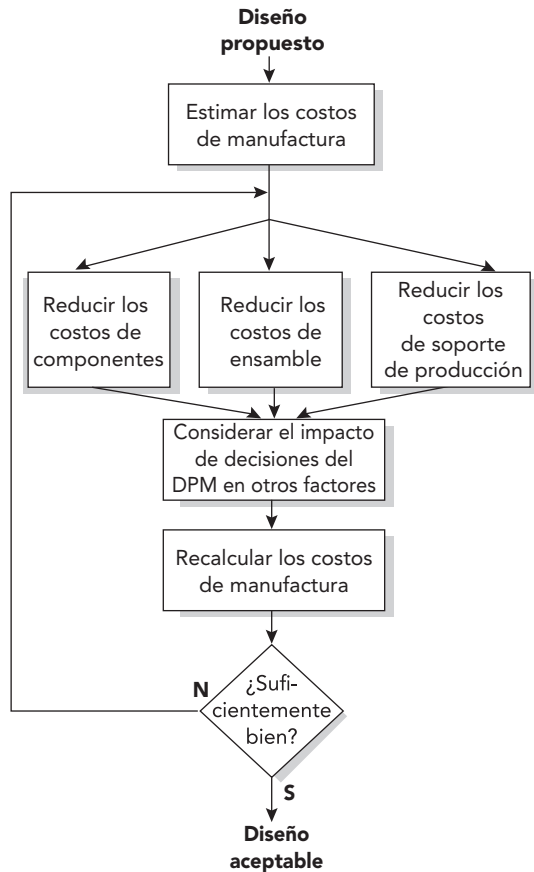 Diseño
propuesto
Estimar los costos
de manufactura
Reducir los
costos de
componentes
Reducir los
costos de
ensamble
Reducir los
costos
de soporte
de producción
Considerar el impacto
de decisiones del
DPM en otros factores
Recalcular los costos
de manufactura
N
¿Sufi-
cientemente
bien?
S
Diseño
aceptable